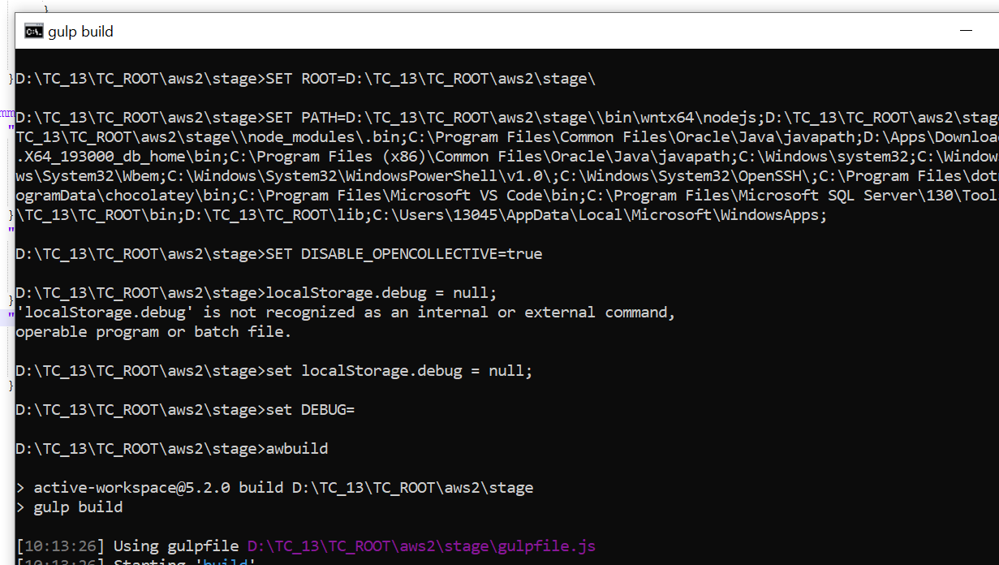 }
gulp build
}D:\TC_13\TC_ROOT\aws2\stage>SET ROOT=D:\TC_13\TC_ROOT\aws2\stage\
D:\TC_13\TC_ROOT\aws2\stage>SET PATH=D:\TC_13\TC_ROOT\aws2\stage\\bin\wntx64\nodejs;D:\TC_13\TC_ROOT\aws2\stage
" TC_13\TC_ROOT\aws2\stage\\node_modules\.bin;C:\Program Files\Common Files\Oracle\Java\javapath;D:\Apps\Downloa
.X64_193000_db_home\bin;C:\Program Files (x86)\Common Files\Oracle\Java\javapath;C:\Windows\system32;C:\Window
ws\System32\Wbem;C:\Windows\System32\WindowsPowerShell\v1.0\;C:\Windows\System32\OpenSSH\;C:\Program Files\dot
ogramData\chocolatey\bin;C:\Program Files\Microsoft VS Code\bin;C:\Program Files\Microsoft SQL Server\130\Tool
}\TC_13\TC_ROOT\bin;D:\TC_13\TC_ROOT\lib;C:\Users\13045\AppData\Local\Microsoft\WindowsApps;
"
D:\TC_13\TC_ROOT\aws2\stage>SET DISABLE_OPENCOLLECTIVE=true
}D:\TC_13\TC_ROOT\aws2\stage>localStorage.debug = null;
"'localStorage.debug' is not recognized as an internal or external command,
operable program or batch file.
D:\TC_13\TC_ROOT\aws2\stage>set localStorage.debug = null;
}
D:\TC_13\TC_ROOT\aws2\stage>set DEBUG=
D:\TC_13\TC_ROOT\aws2\stage>awbuild
> active-workspace@5.2.0 build D:\TC_13\TC_ROOT\aws2\stage
> gulp build
[10:13:26] Using gulpfile D:\TC_13\TC_ROOT\aws2\stage\gulpfile.js
[10:13:26] Starting 'build'